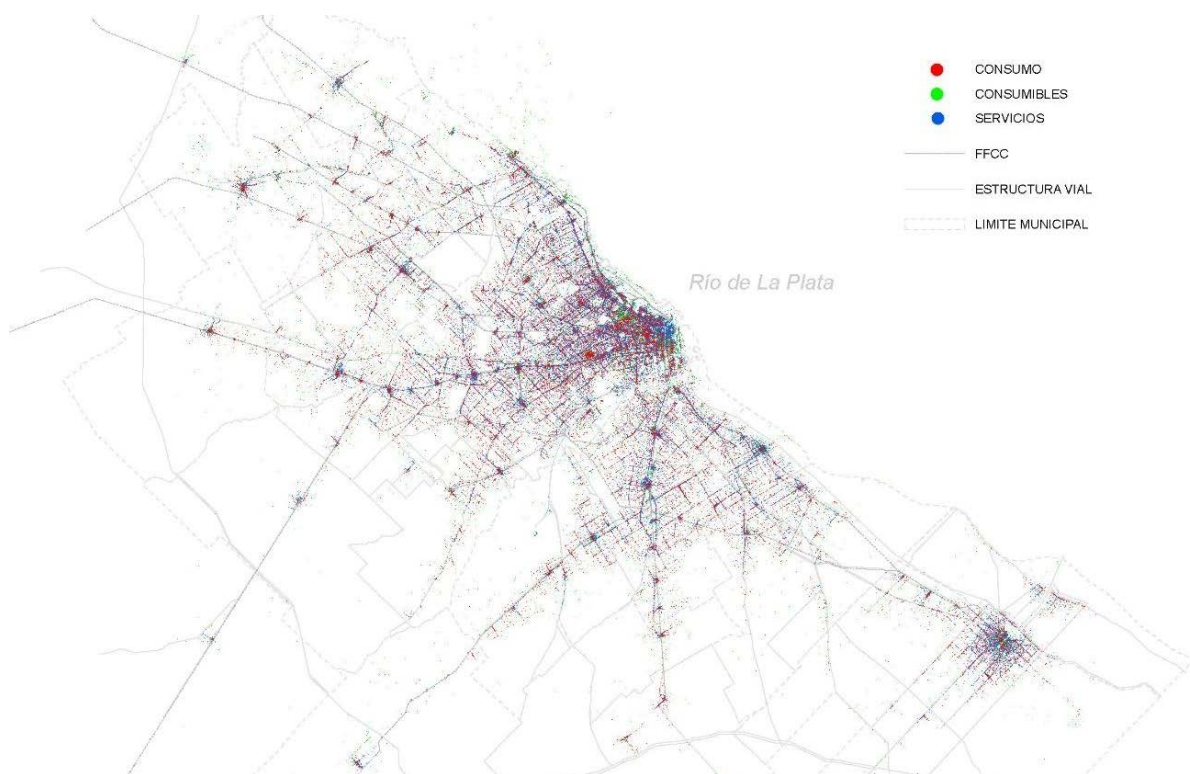 CONSUMO
CONSUMIBLES
SERVICIOS
FFCC
ESTRUCTURA VIAL
LIMITE MUNICIPAL
Río de La Plata